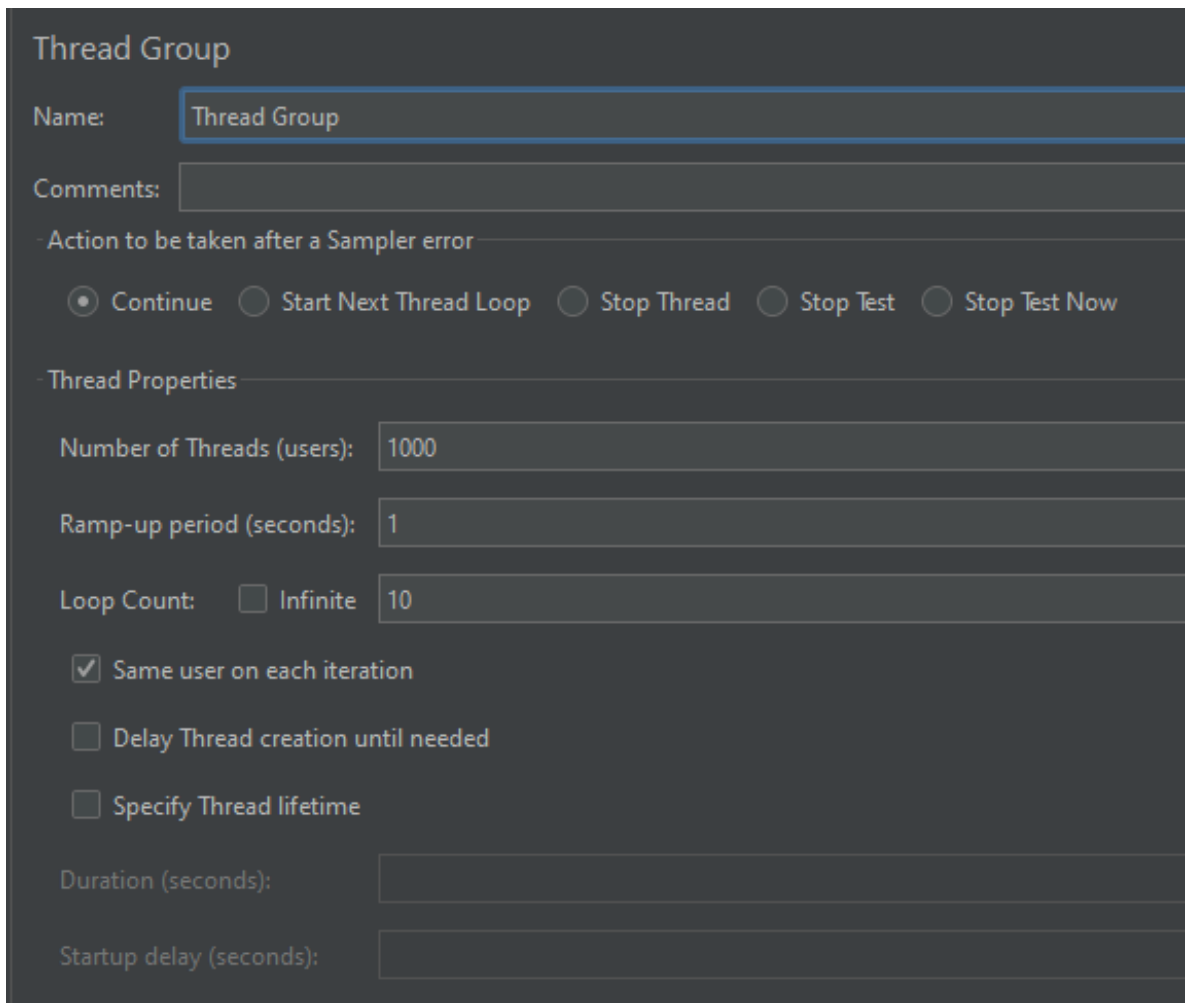 Thread Group
Name: Thread Group
Comments:
Action to be taken after a Sampler error
Continue Start Next Thread Loop Stop Thread Stop Test Stop Test Now
Thread Properties
Number of Threads (users): 1000
Ramp-up period (seconds): 1
Loop Count: Infinite 10
Same user on each iteration
Delay Thread creation until needed
Specify Thread lifetime
Duration (seconds):
Startup delay (seconds):